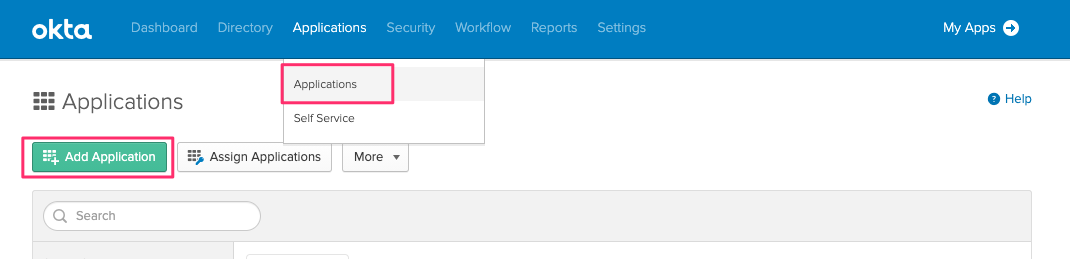 okta Dashboard Directory Applications Security Workflow Reports Settings My Apps
Applications
Self Service
Applications
Help
Add Application Assign Applications More
Search